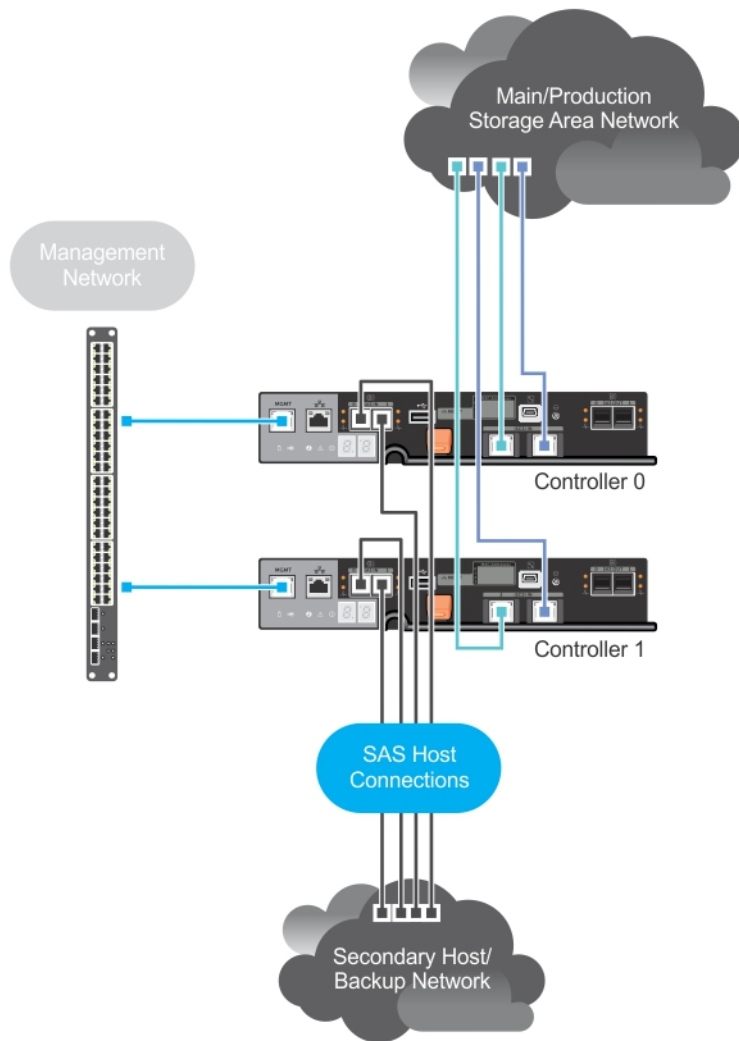 Main/Production
Storage Area Network
Management
Network
MGMT
Controller 0
MGMT
Controller 1
SAS Host
Connections
Secondary Host/
Backup Network